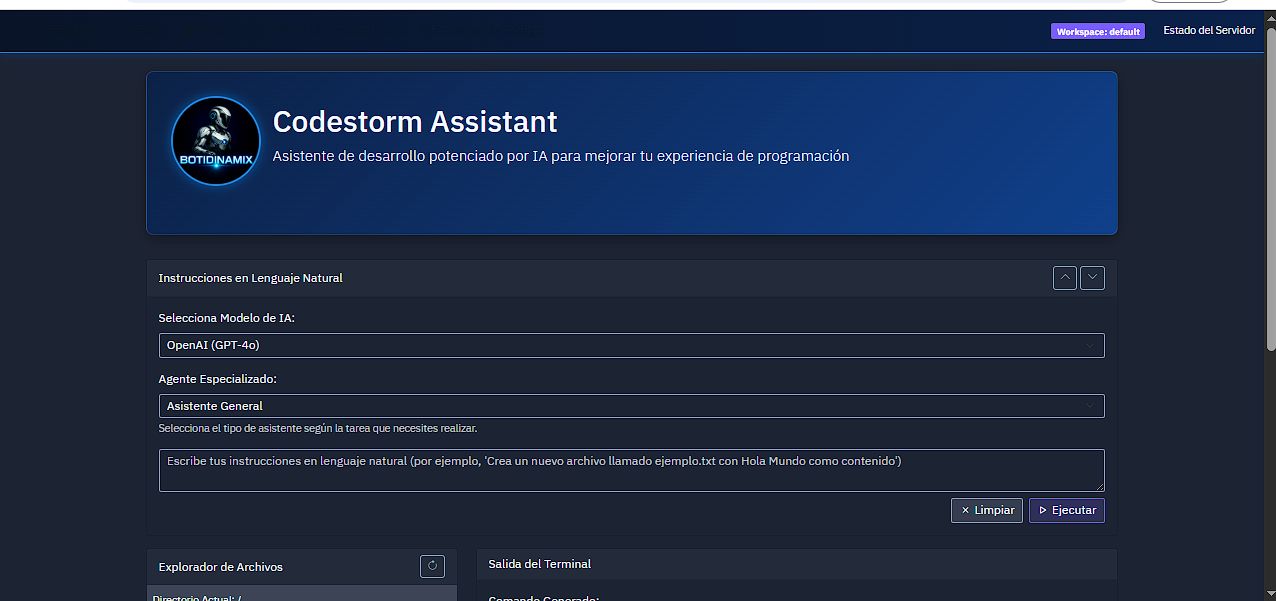 Workspace: default
Estado del Servidor
BOTIDINAMIX
Codestorm Assistant
Asistente de desarrollo potenciado por IA para mejorar tu experiencia de programación
Instrucciones en Lenguaje Natural
Selecciona Modelo de IA:
OpenAI (GPT-4o)
Agente Especializado:
Asistente General
Selecciona el tipo de asistente según la tarea que necesites realizar.
Escribe tus instrucciones en lenguaje natural (por ejemplo, 'Crea un nuevo archivo llamado ejemplo.txt con Hola Mundo como contenido')
× Limpiar
Ejecutar
Explorador de Archivos
Directorio Actual: /
Salida del Terminal
Comando Generado: